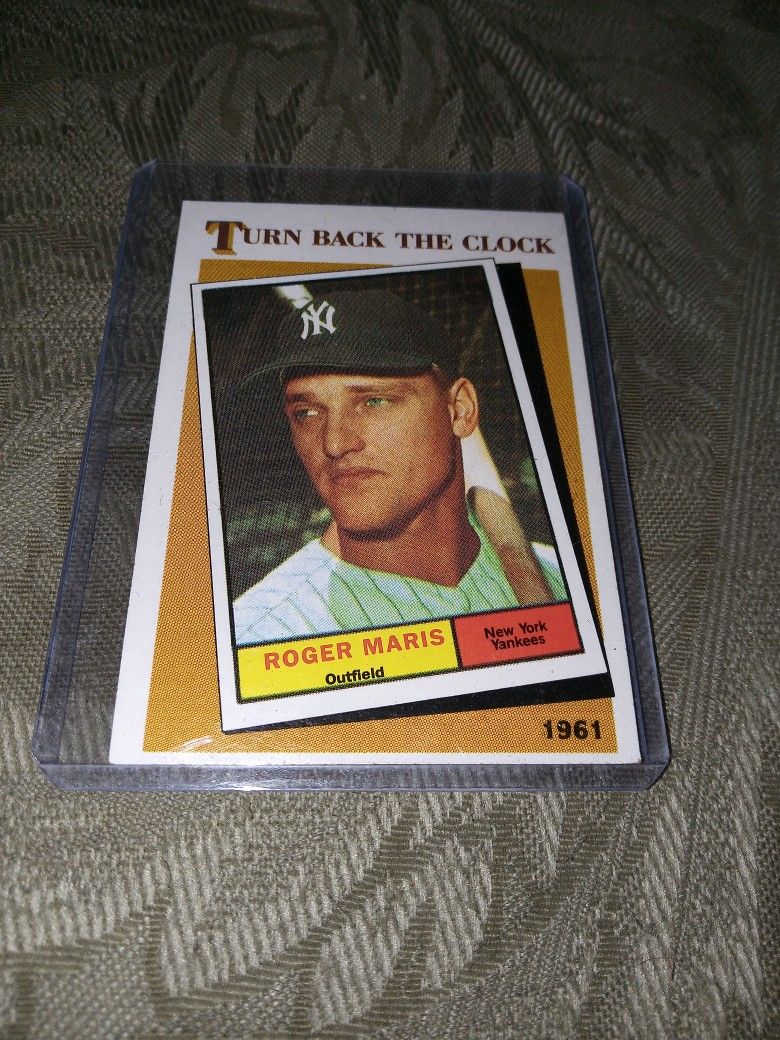 TURN BACK THE CLOCK
NY
ROGER MARIS
Outfield
New York
Yankees
1961